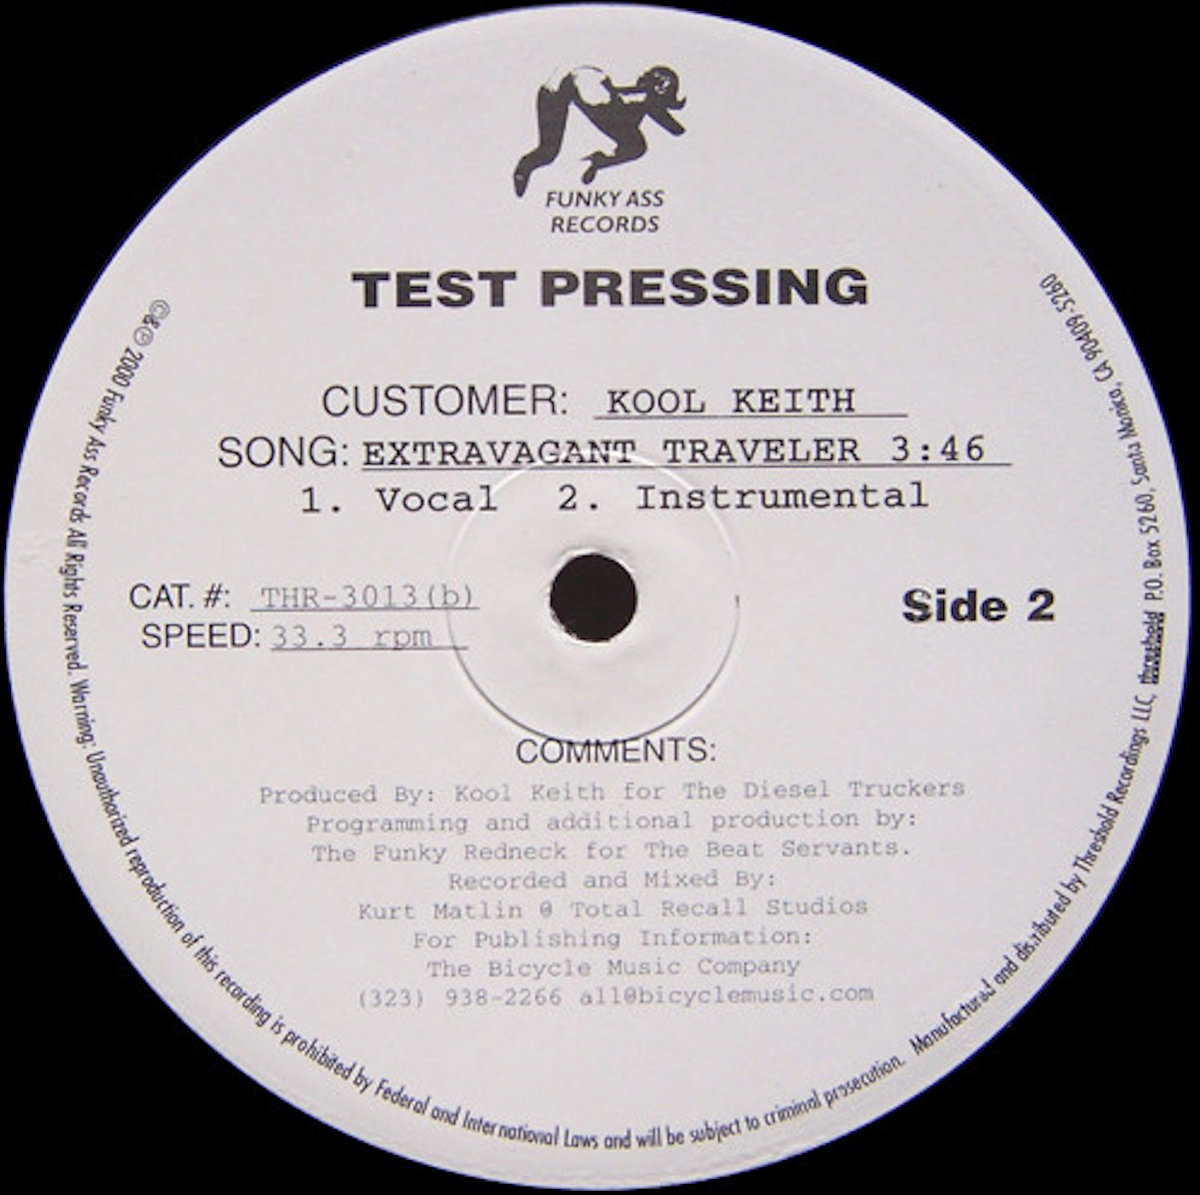 FUNKY ASS
RECORDS
TEST PRESSING
CUSTOMER: KOOL KEITH
SONG: EXTRAVAGANT TRAVELER 3:46
1. Vocal 2. Instrumental
CAT. #: THR-3013(b)
SPEED: 33.3 rpm
Side 2
COMMENTS:
Produced By: Kool Keith for The Diesel Truckers
Programming and additional production by:
The Funky Redneck for The Beat Servants.
Recorded and Mixed By:
Kurt Matlin @ Total Recall Studios
For Publishing Information:
The Bicycle Music Company
(323) 938-2266 all@bicyclemusic.com
©&℗ 2000 Funky Ass Records All Rights Reserved. Warning: Unauthorized reproduction of this recording is prohibited by Federal and International Laws and will be subject to criminal prosecution. Manufactured and distributed by Threshold Recordings LLC, threshold P.O. Box 5260, Santa Monica, CA 90409-5260